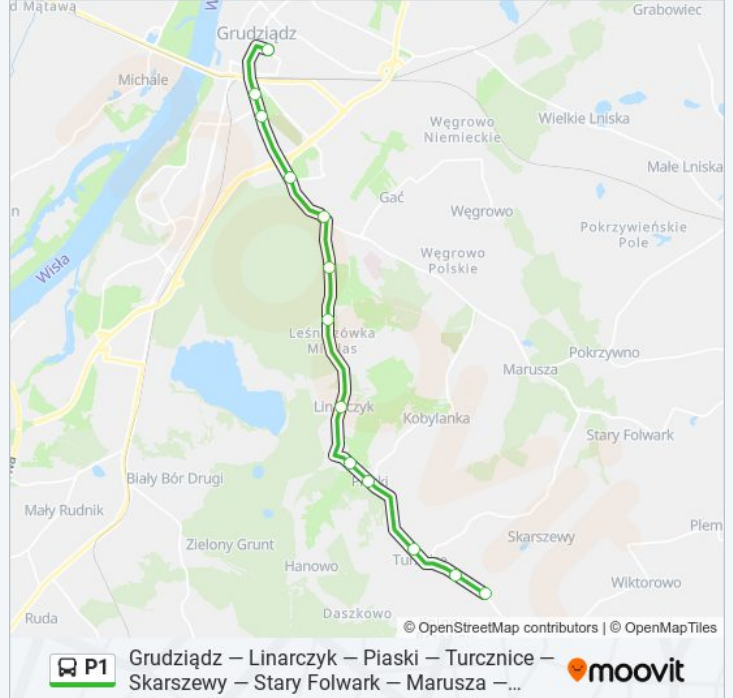 d Mątawą
W
Grudziądz
Grabowiec
Michale
Węgrowo
Niemieckie
Wielkie Lniska
Małe Lniska
n
Gać
Węgrowo
Pokrzywieńskie
Pole
Wisła
Węgrowo
Polskie
Pokrzywno
Marusza
Kobylanka
Stary Folwark
Biały Bór Drugi
Mały Rudnik
Plem
Zielony Grunt
Skarszewy
Hanowo
Wiktorowo
Ruda
Daszkowo
© OpenStreetMap contributors | © OpenMapTiles
P1
Grudziądz — Linarczyk — Piaski — Turcznice —
Skarszewy — Stary Folwark — Marusza —...
moovit